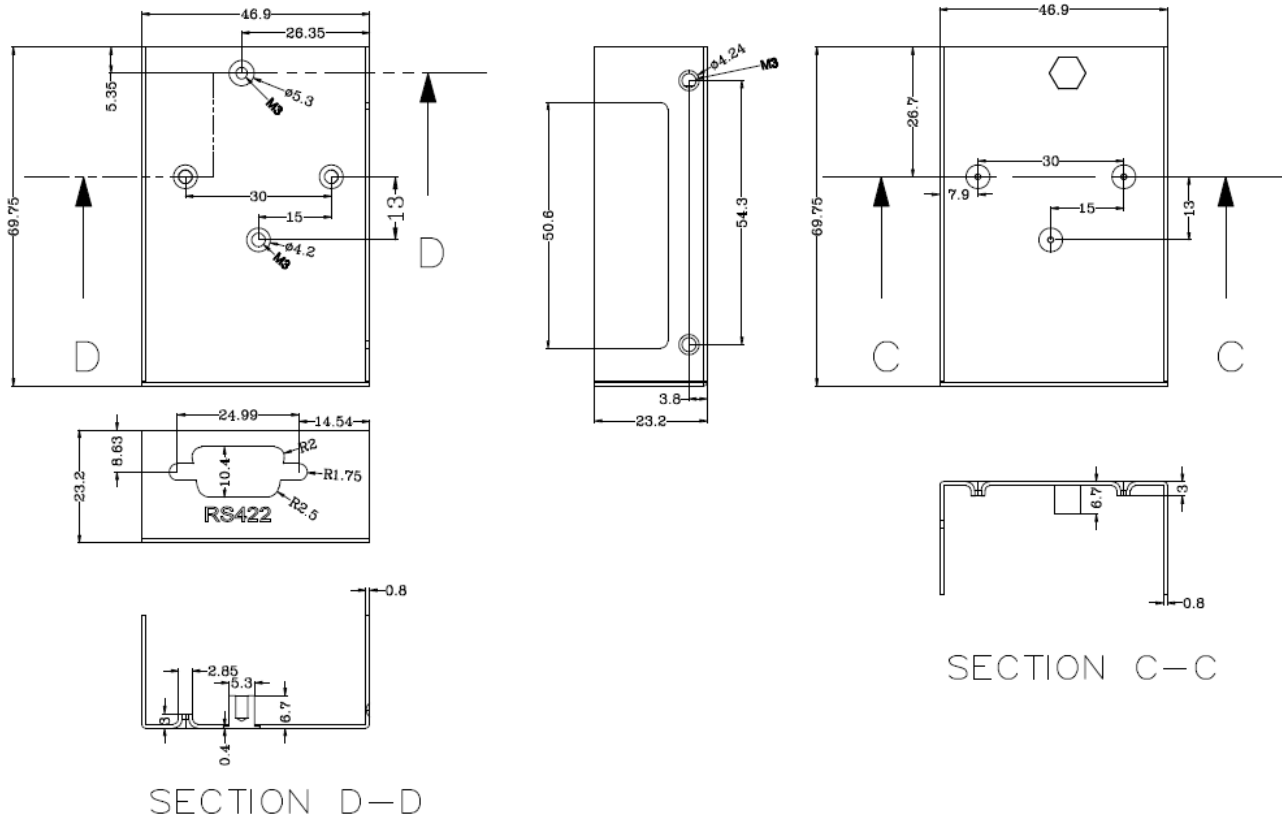 46.9
26.35
5.35
ø5.3
M3
69.75
30
15
13
ø4.2
M3
D
D
24.99
14.54
8.63
23.2
10.4
R2
R1.75
R2.5
RS422
0.8
2.85
5.3
3
6.7
0.4
SECTION D-D
ø4.24
M3
50.6
54.3
3.8
23.2
46.9
26.7
69.75
30
7.9
15
13
C
C
6.7
3
0.8
SECTION C-C